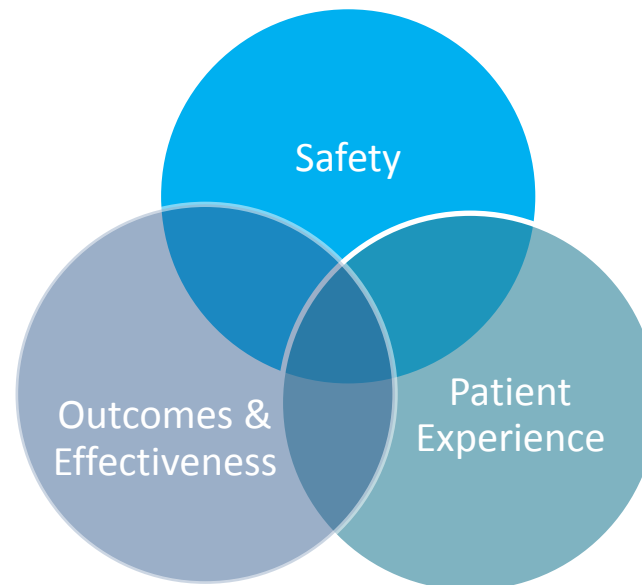 Safety
Outcomes &
Effectiveness
Patient
Experience